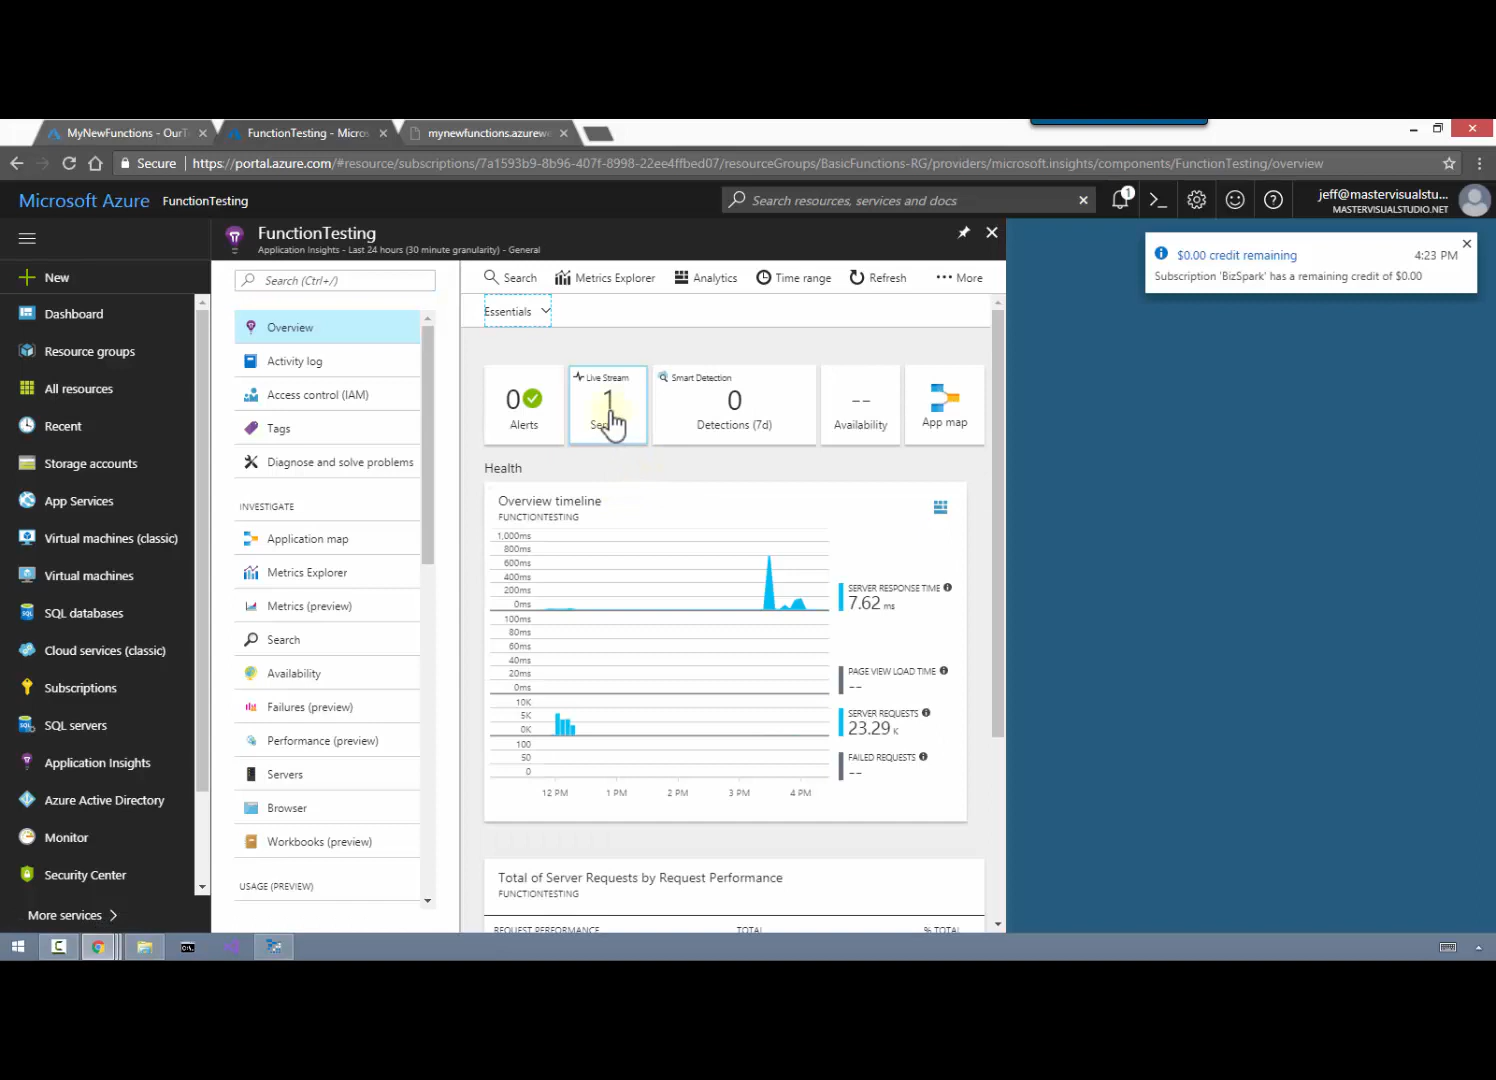 MyNewFunctions - OurT
FunctionTesting - Micros
mynewfunctions.azurewe
Secure
https://portal.azure.com/#resource/subscriptions/7a1593b9-8b96-407f-8998-22ee4ffbed07/resourceGroups/BasicFunctions-RG/providers/microsoft.insights/components/FunctionTesting/overview
Microsoft Azure
FunctionTesting
Search resources, services and docs
1
jeff@mastervisualstu...
MASTERVISUALSTUDIO.NET
New
Dashboard
Resource groups
All resources
Recent
Storage accounts
App Services
Virtual machines (classic)
Virtual machines
SQL databases
Cloud services (classic)
Subscriptions
SQL servers
Application Insights
Azure Active Directory
Monitor
Security Center
More services
FunctionTesting
Application Insights - Last 24 hours (30 minute granularity) - General
Search (Ctrl+/)
Overview
Activity log
Access control (IAM)
Tags
Diagnose and solve problems
INVESTIGATE
Application map
Metrics Explorer
Metrics (preview)
Search
Availability
Failures (preview)
Performance (preview)
Servers
Browser
Workbooks (preview)
USAGE (PREVIEW)
Search
Metrics Explorer
Analytics
Time range
Refresh
More
Essentials
0
Alerts
Live Stream
1
Smart Detection
0
Detections (7d)
--
Availability
App map
Health
Overview timeline
FUNCTIONTESTING
1,000ms
800ms
600ms
400ms
200ms
0ms
100ms
80ms
60ms
40ms
20ms
0ms
10K
5K
0K
100
50
0
12 PM
1 PM
2 PM
3 PM
4 PM
SERVER RESPONSE TIME
7.62 ms
PAGE VIEW LOAD TIME
--
SERVER REQUESTS
23.29 K
FAILED REQUESTS
--
Total of Server Requests by Request Performance
FUNCTIONTESTING
REQUEST PERFORMANCE
TOTAL
% TOTAL
$0.00 credit remaining
4:23 PM
Subscription 'BizSpark' has a remaining credit of $0.00